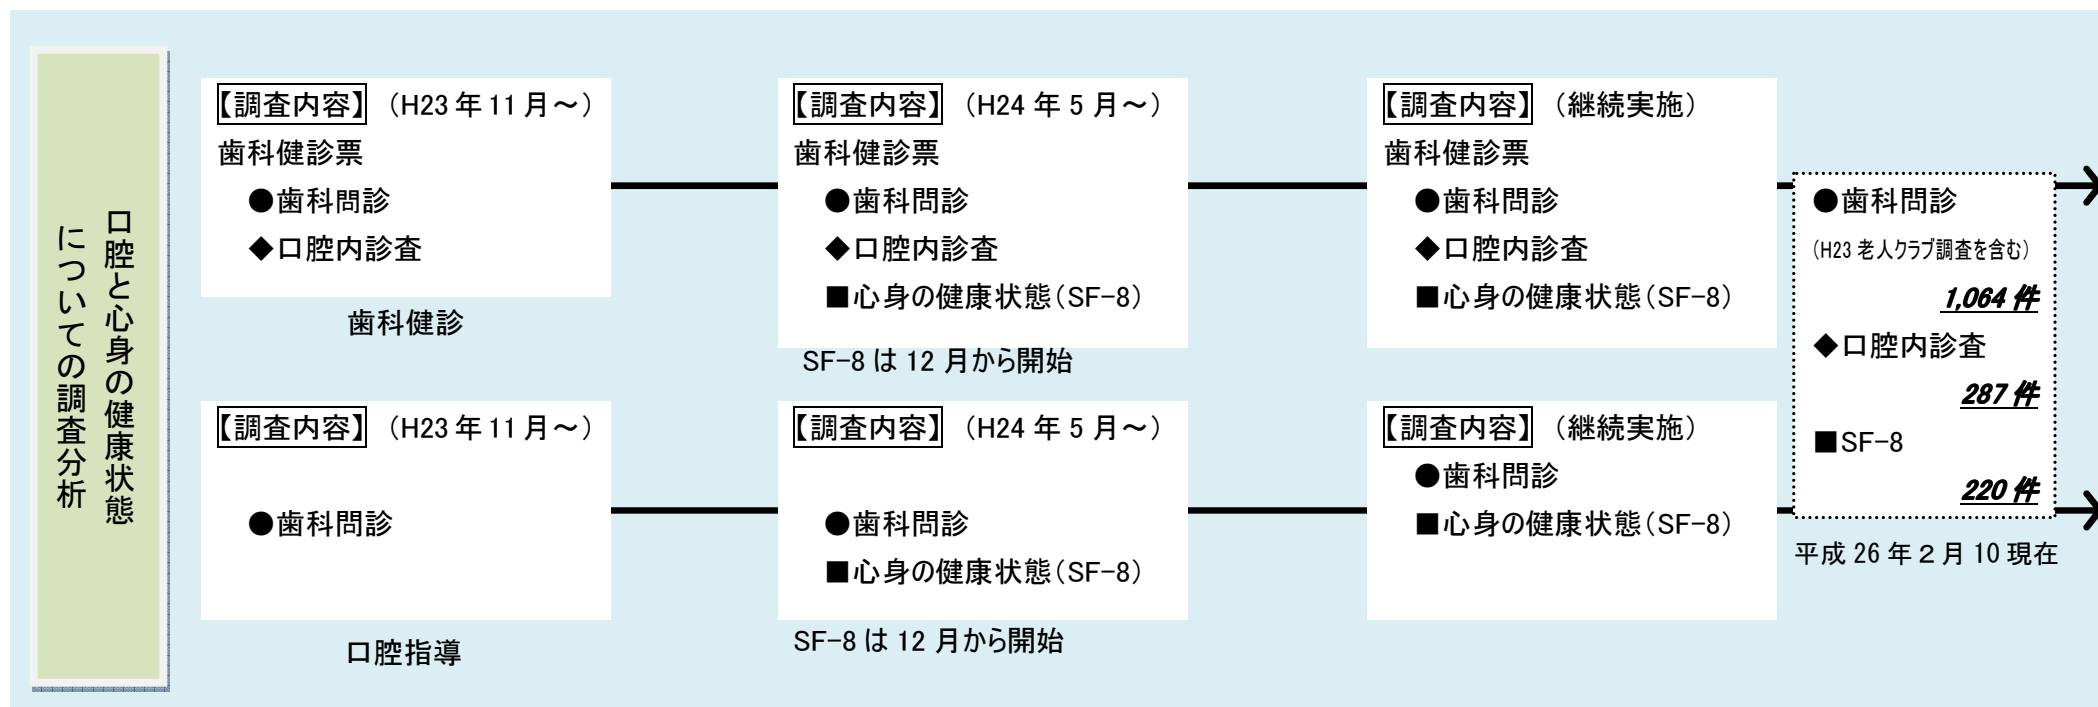 口腔と心身の健康状態
についての調査分析
【調査内容】（H23年11月～）
歯科健診票
●歯科問診
◆口腔内診査
歯科健診
【調査内容】（H24年5月～）
歯科健診票
●歯科問診
◆口腔内診査
■心身の健康状態（SF-8）
SF-8は12月から開始
【調査内容】（継続実施）
歯科健診票
●歯科問診
◆口腔内診査
■心身の健康状態（SF-8）
【調査内容】（H23年11月～）
●歯科問診
口腔指導
【調査内容】（H24年5月～）
●歯科問診
■心身の健康状態（SF-8）
SF-8は12月から開始
【調査内容】（継続実施）
●歯科問診
■心身の健康状態（SF-8）
●歯科問診
（H23老人クラブ調査を含む）
1,064件
◆口腔内診査
287件
■SF-8
220件
平成26年２月10現在